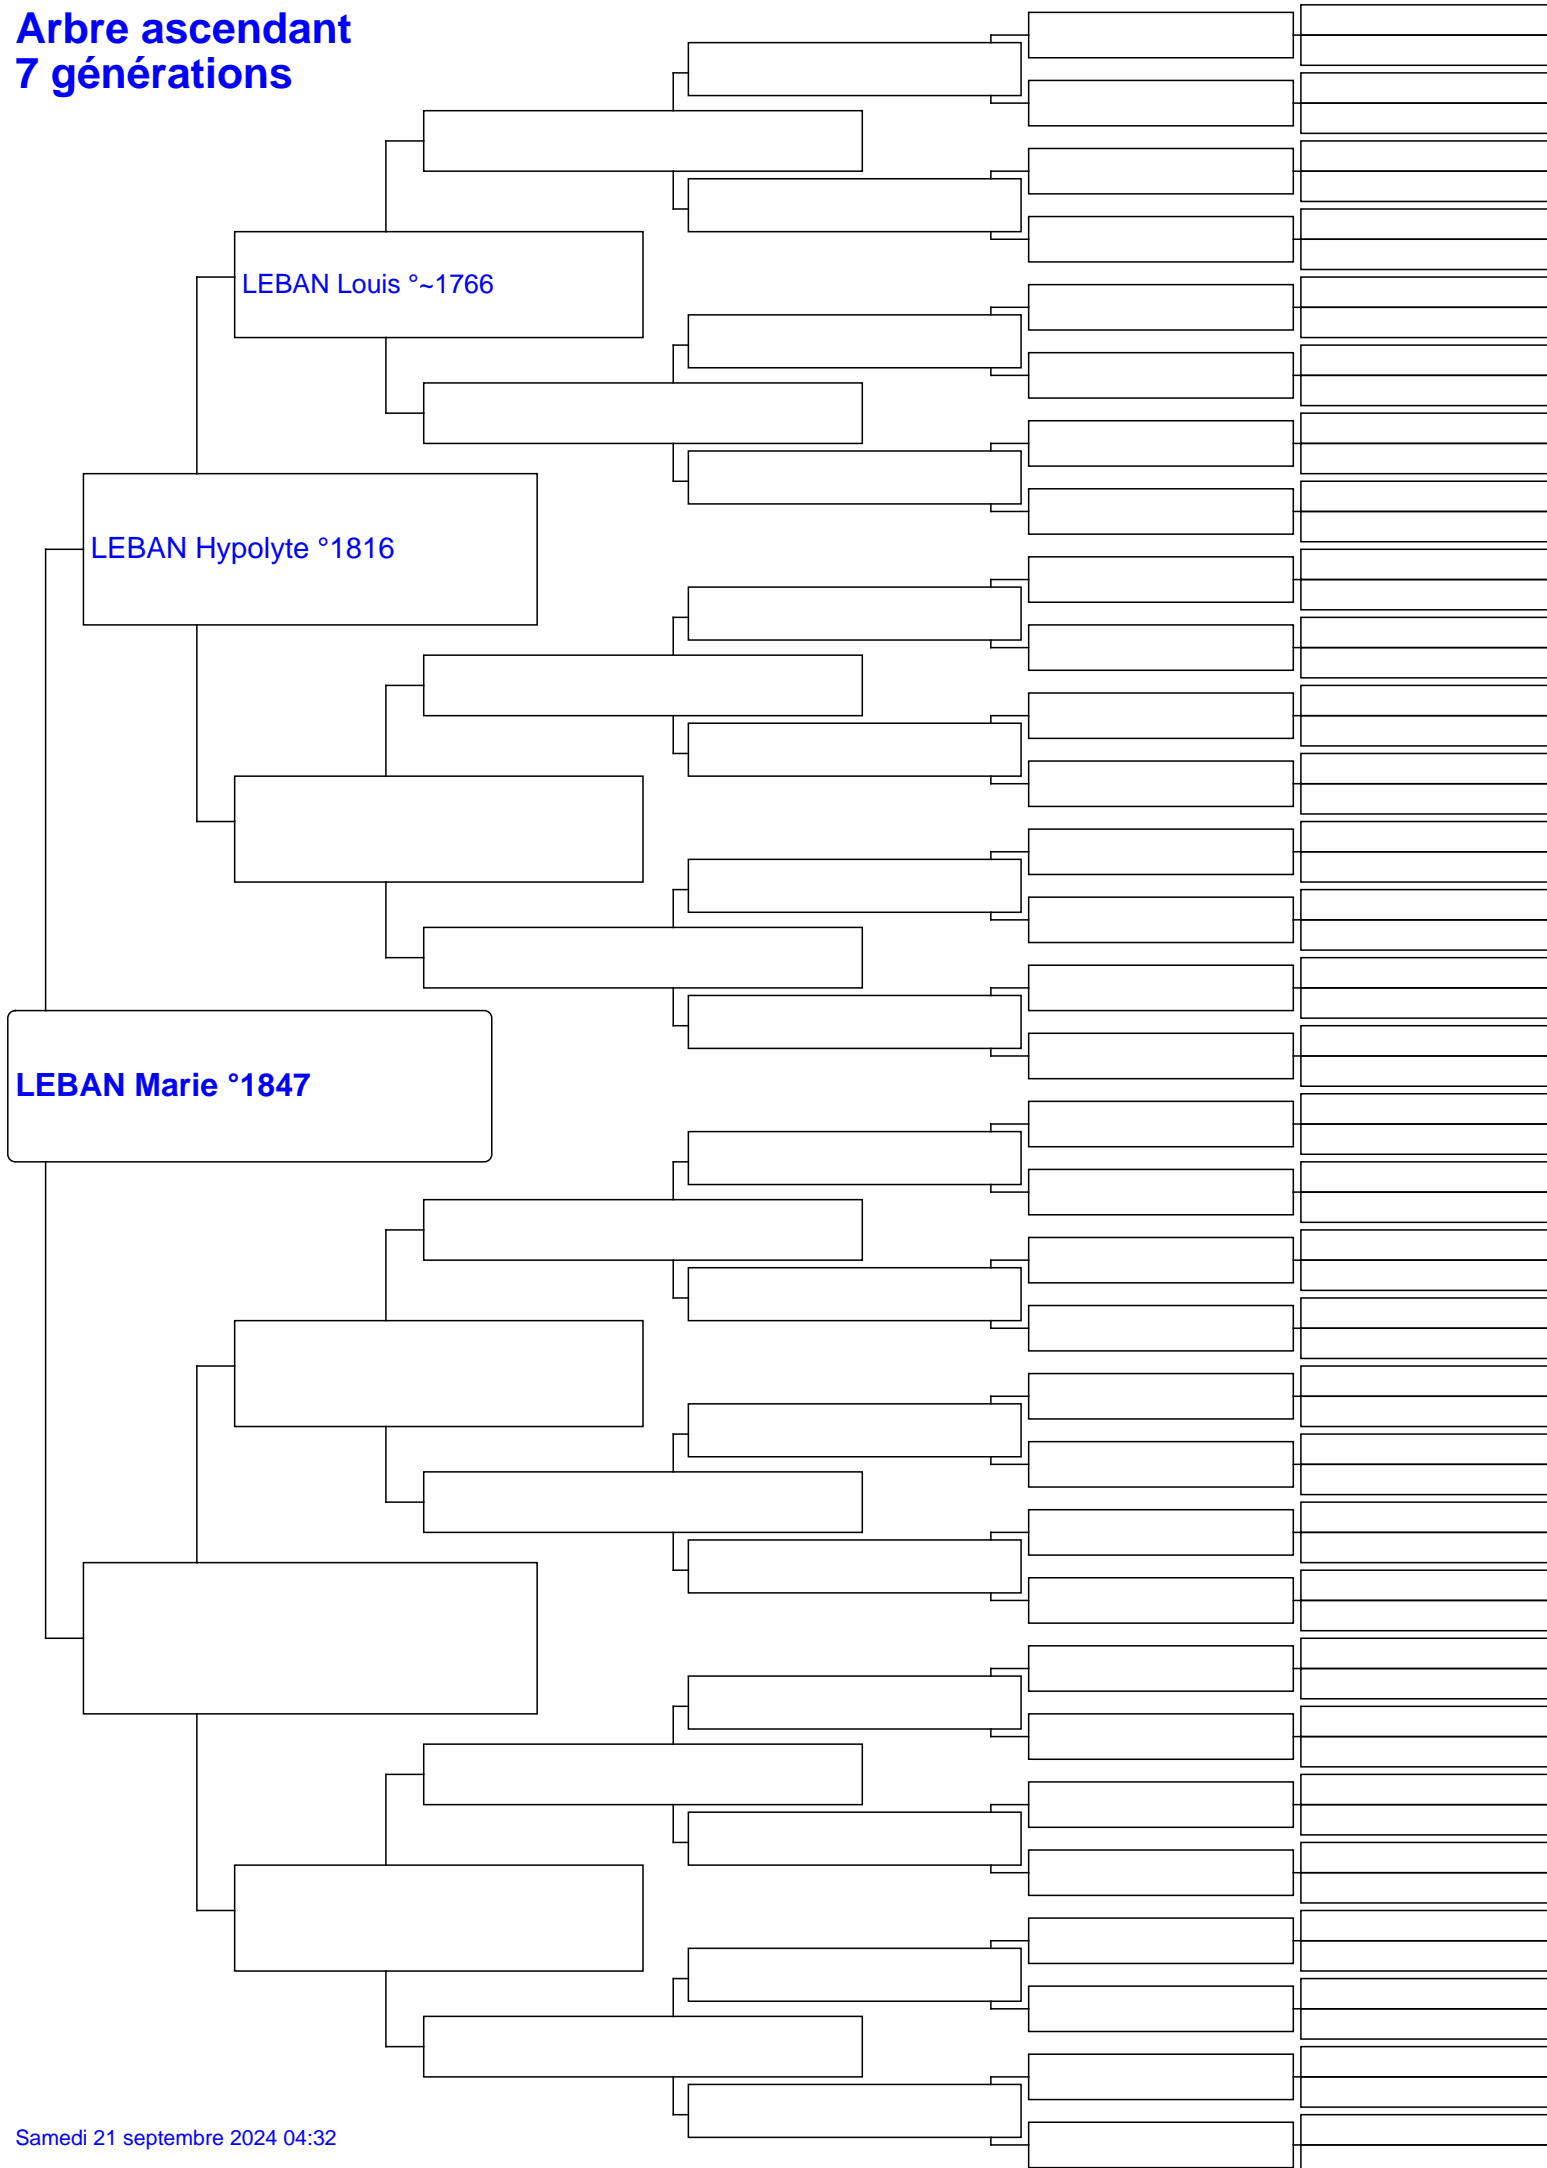 Arbre ascendant
7 générations
LEBAN Louis °~1766
LEBAN Hypolyte °1816
LEBAN Marie °1847
Samedi 21 septembre 2024 04:32